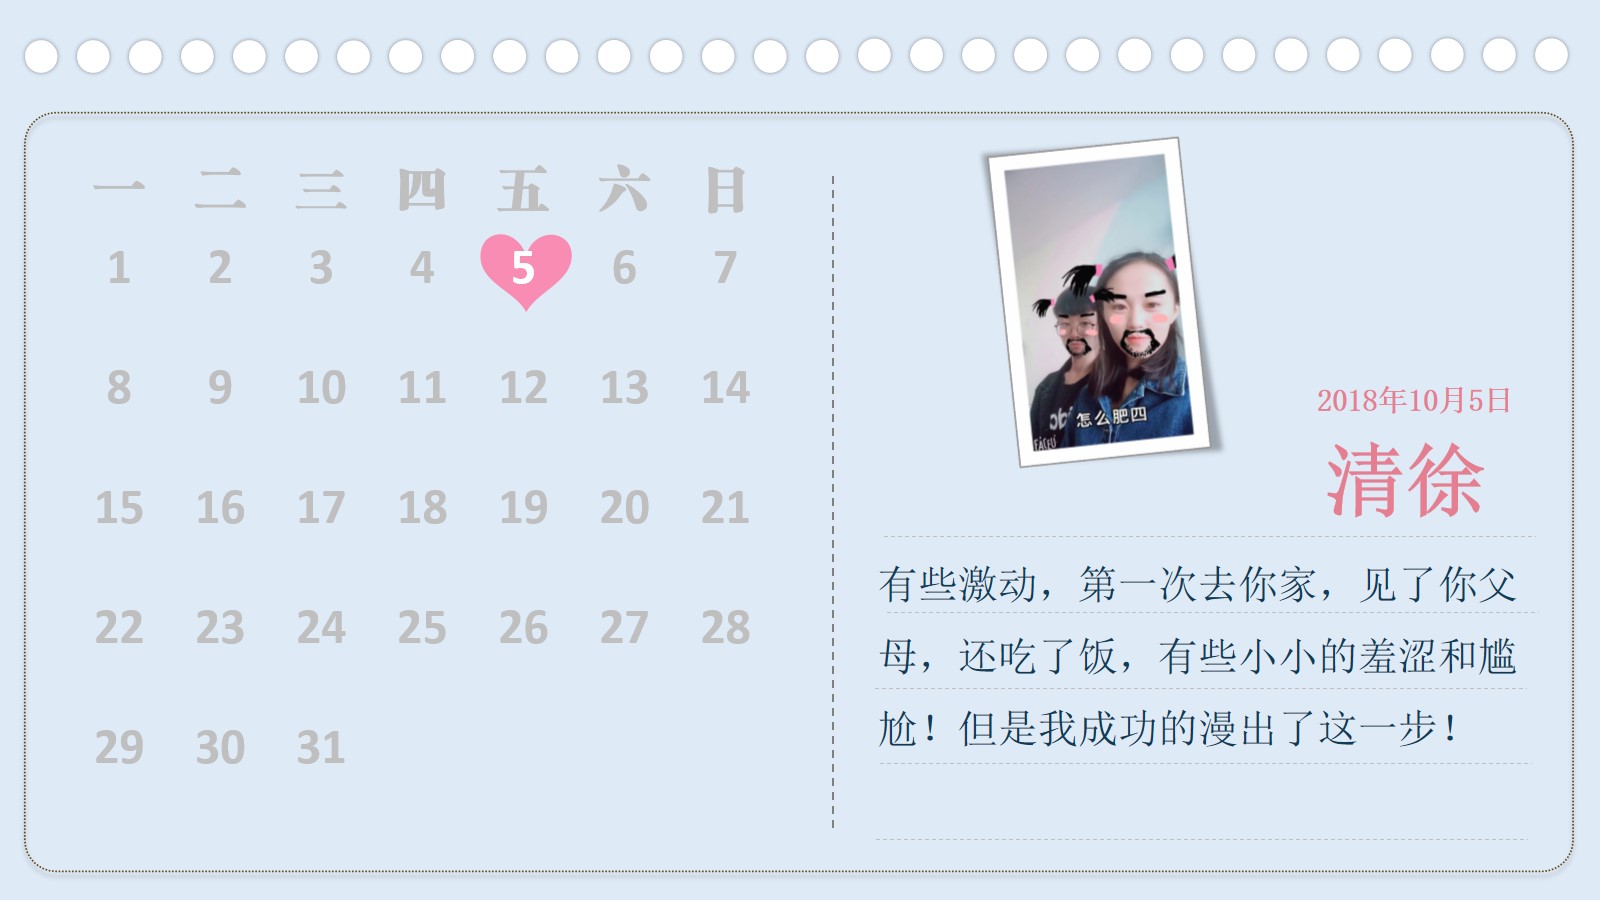 一 二 三 四 五 六 日
1 2 3 4 5 6 7
8 9 10 11 12 13 14
15 16 17 18 19 20 21
22 23 24 25 26 27 28
29 30 31
怎么肥四
FACEU
2018年10月5日
清徐
有些激动，第一次去你家，见了你父
母，还吃了饭，有些小小的羞涩和尴
尬！但是我成功的漫出了这一步！